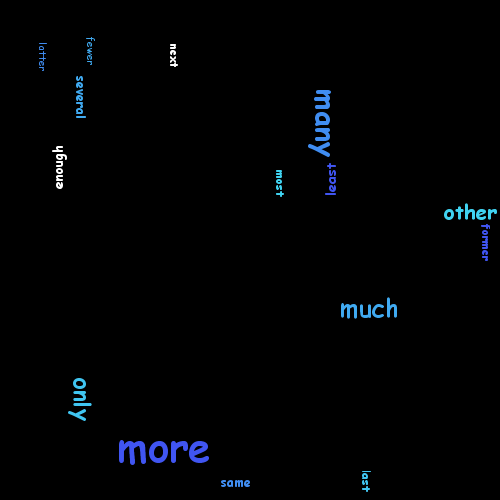 latter
fewer
next
several
many
enough
most
least
other
former
much
only
more
same
last